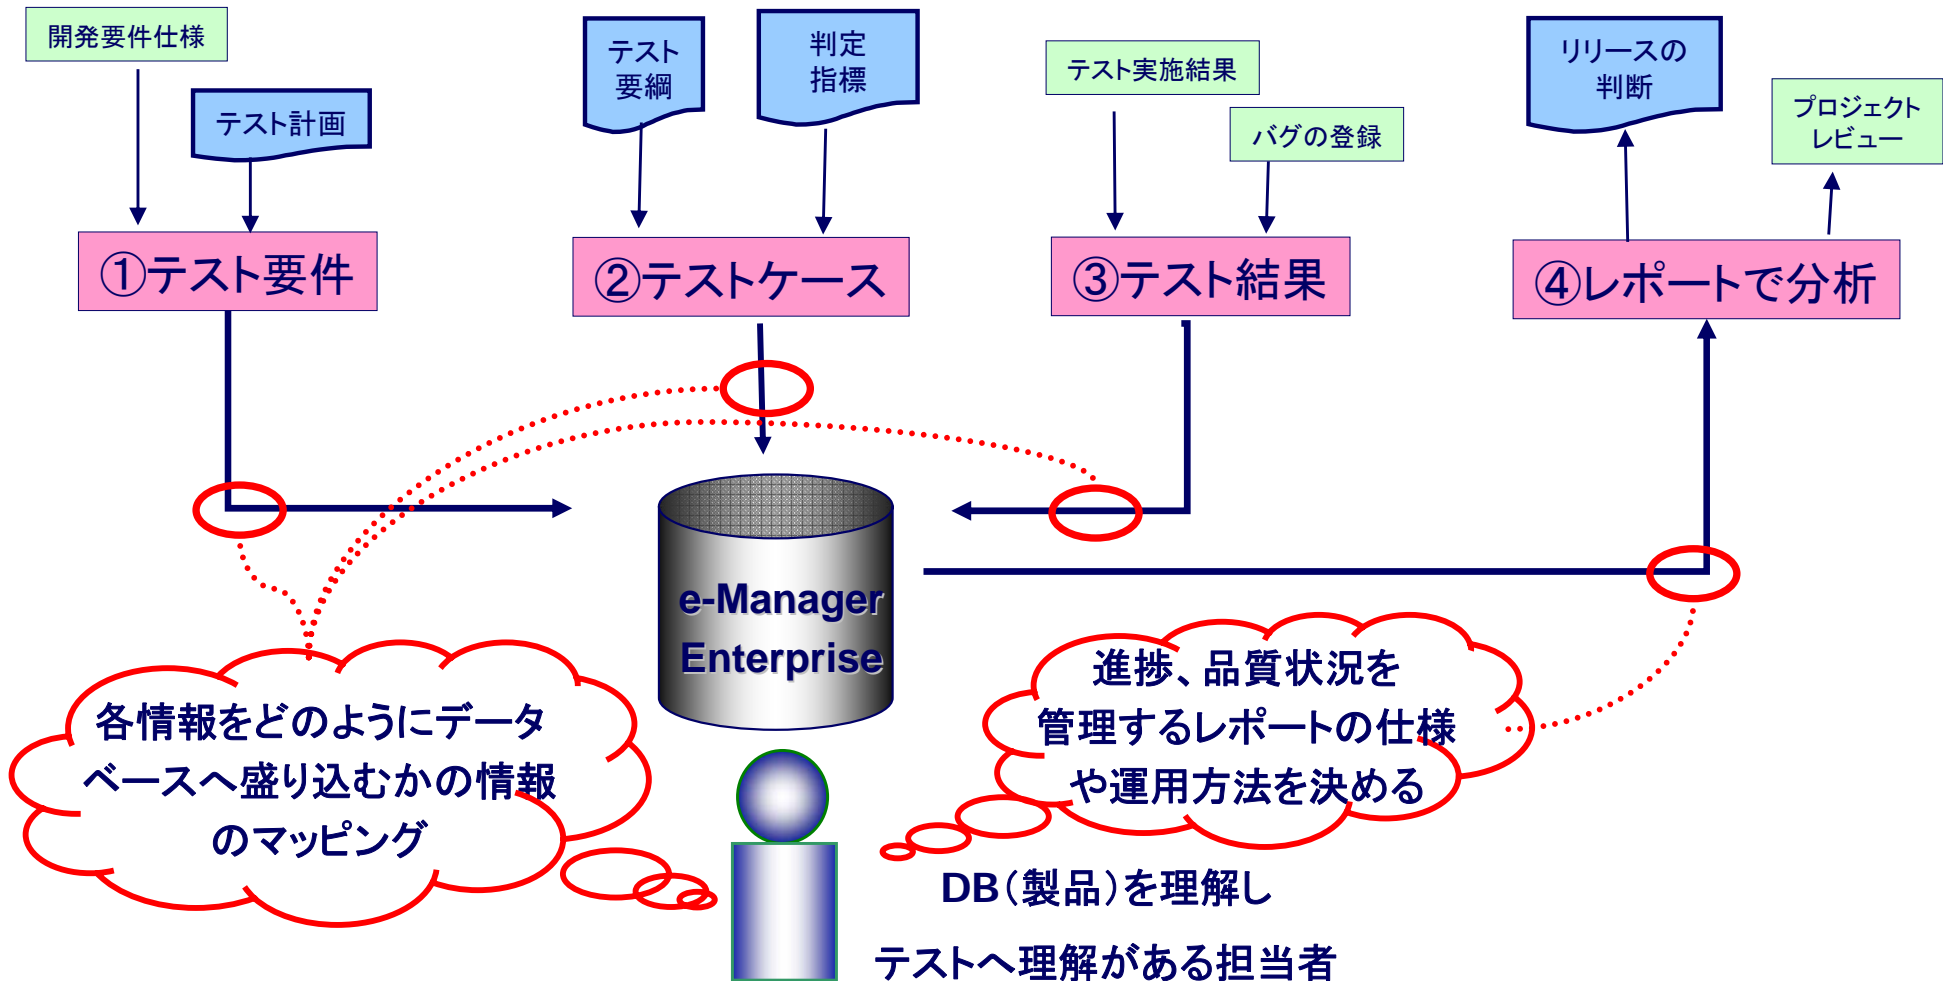 開発要件仕様
テスト計画
テスト
要綱
判定
指標
テスト実施結果
バグの登録
リリースの
判断
プロジェクト
レビュー
①テスト要件
②テストケース
③テスト結果
④レポートで分析
e-Manager
Enterprise
各情報をどのようにデータ
ベースへ盛り込むかの情報
のマッピング
進捗、品質状況を
管理するレポートの仕様
や運用方法を決める
DB（製品）を理解し
テストへ理解がある担当者